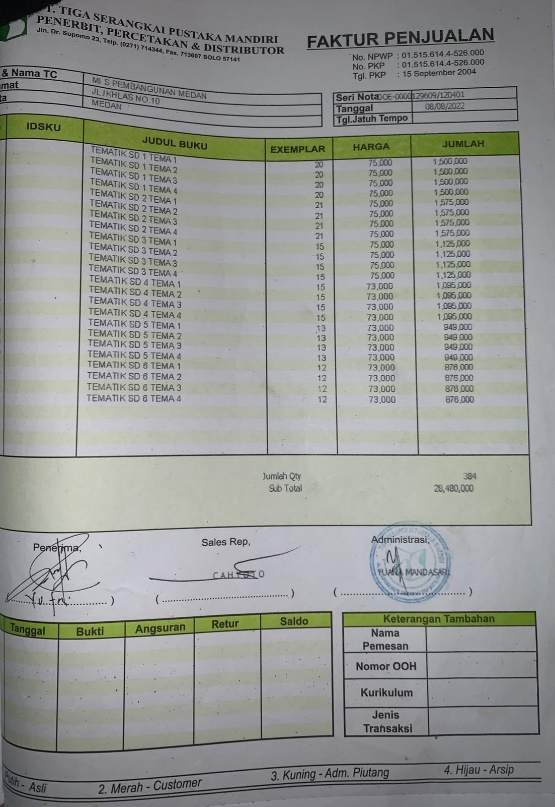 T. TIGA SERANGKAI PUSTAKA MANDIRI
PENERBIT, PERCETAKAN & DISTRIBUTOR
Jln. Dr. Supomo 23, Telp. (0271) 714344, Fax. 713607 SOLO 57141
FAKTUR PENJUALAN
No. NPWP : 01.515.614.4-526.000
No. PKP : 01.515.614.4-526.000
Tgl. PKP : 15 September 2004
& Nama TC
MI S PEMBANGUNAN MEDAN
mat JL.IKHLAS NO.10
ta MEDAN
Seri Nota DOE-0000129609/120401
Tanggal 08/08/2022
Tgl.Jatuh Tempo
IDSKU JUDUL BUKU EXEMPLAR HARGA JUMLAH
TEMATIK SD 1 TEMA 1 20 75,000 1,500,000
TEMATIK SD 1 TEMA 2 20 75,000 1,500,000
TEMATIK SD 1 TEMA 3 20 75,000 1,500,000
TEMATIK SD 1 TEMA 4 20 75,000 1,500,000
TEMATIK SD 2 TEMA 1 21 75,000 1,575,000
TEMATIK SD 2 TEMA 2 21 75,000 1,575,000
TEMATIK SD 2 TEMA 3 21 75,000 1,575,000
TEMATIK SD 2 TEMA 4 21 75,000 1,575,000
TEMATIK SD 3 TEMA 1 15 75,000 1,125,000
TEMATIK SD 3 TEMA 2 15 75,000 1,125,000
TEMATIK SD 3 TEMA 3 15 75,000 1,125,000
TEMATIK SD 3 TEMA 4 15 75,000 1,125,000
TEMATIK SD 4 TEMA 1 15 73,000 1,095,000
TEMATIK SD 4 TEMA 2 15 73,000 1,095,000
TEMATIK SD 4 TEMA 3 15 73,000 1,095,000
TEMATIK SD 4 TEMA 4 15 73,000 1,095,000
TEMATIK SD 5 TEMA 1 13 73,000 949,000
TEMATIK SD 5 TEMA 2 13 73,000 949,000
TEMATIK SD 5 TEMA 3 13 73,000 949,000
TEMATIK SD 5 TEMA 4 13 73,000 949,000
TEMATIK SD 6 TEMA 1 12 73,000 876,000
TEMATIK SD 6 TEMA 2 12 73,000 876,000
TEMATIK SD 6 TEMA 3 12 73,000 876,000
TEMATIK SD 6 TEMA 4 12 73,000 876,000
Jumlah Qty 384
Sub Total 28,480,000
Penerima, Sales Rep, Administrasi,
CAHYOTO YUANA MANDASARI
Tanggal Bukti Angsuran Retur Saldo
Keterangan Tambahan
Nama Pemesan
Nomor OOH
Kurikulum
Jenis Transaksi
Putih - Asli 2. Merah - Customer 3. Kuning - Adm. Piutang 4. Hijau - Arsip